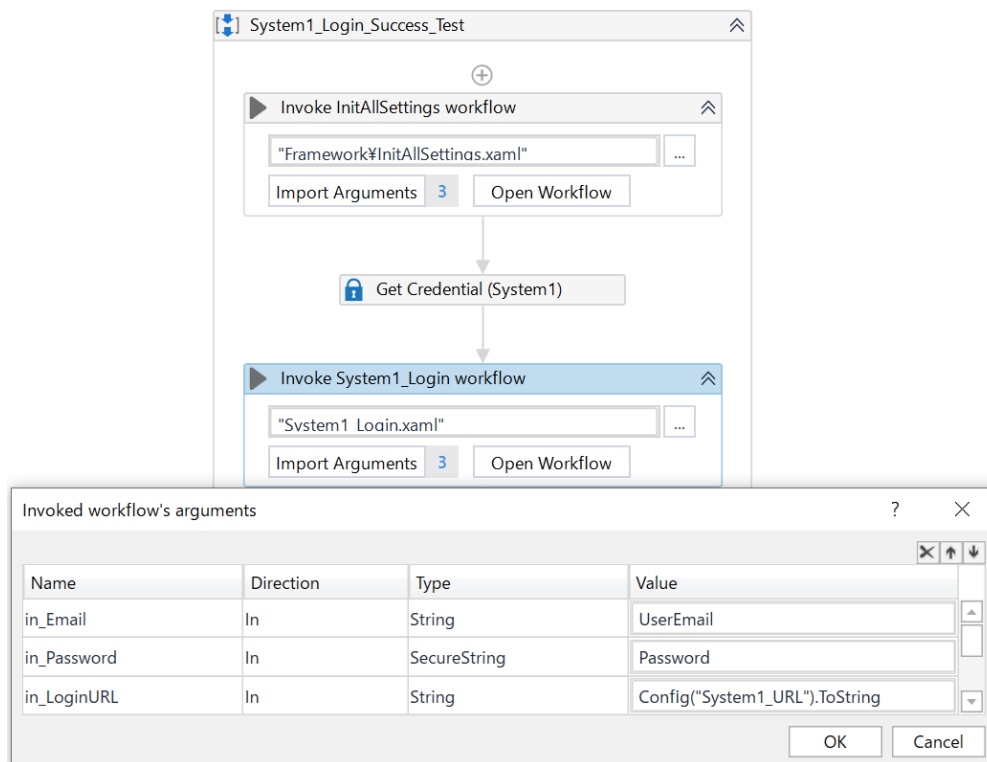 System1_Login_Success_Test
Invoke InitAllSettings workflow
"Framework¥InitAllSettings.xaml"
...
Import Arguments 3 Open Workflow
Get Credential (System1)
Invoke System1_Login workflow
"System1_Login.xaml"
...
Import Arguments 3 Open Workflow
Invoked workflow's arguments ?
Name Direction Type Value
in_Email In String UserEmail
in_Password In SecureString Password
in_LoginURL In String Config("System1_URL").ToString
OK Cancel